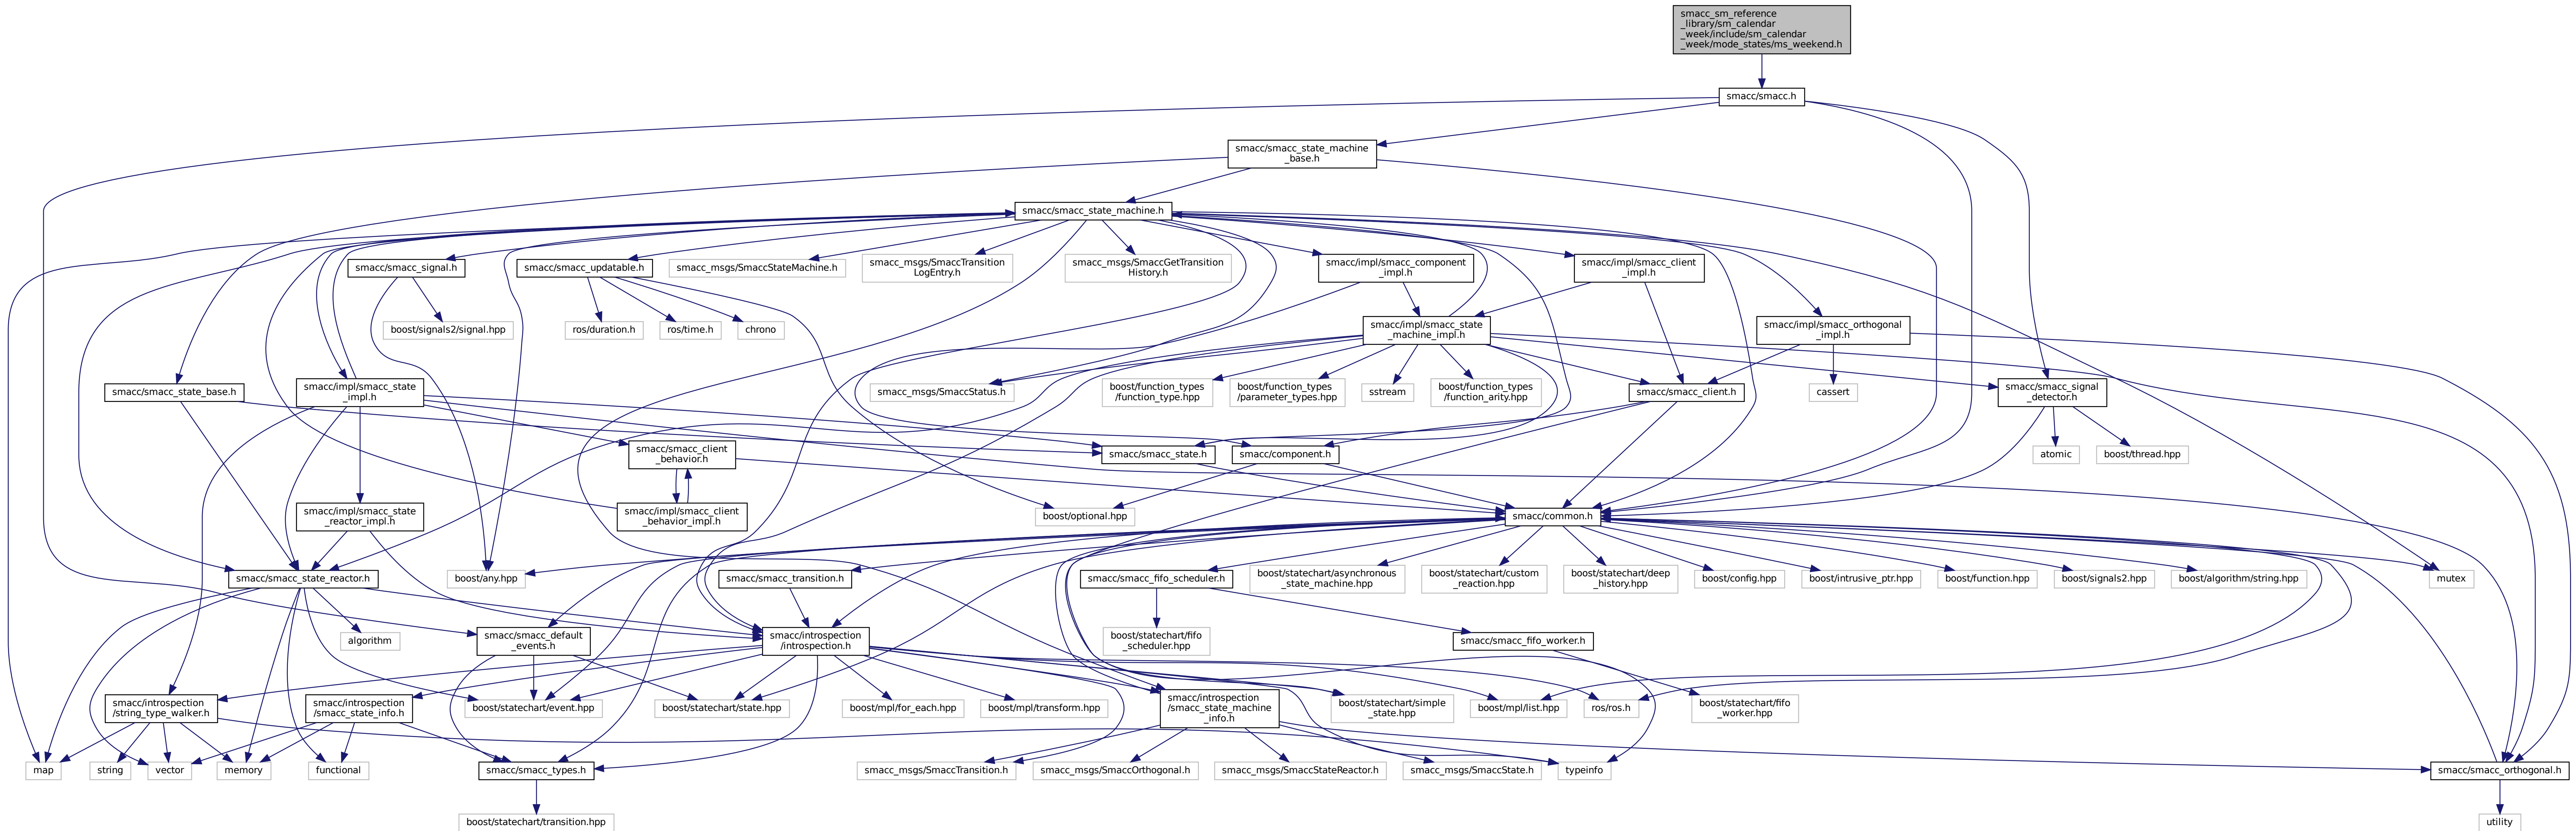 smacc_sm_reference
_library/sm_calendar
_week/include/sm_calendar
_week/mode_states/ms_weekend.h
smacc/smacc.h
smacc/smacc_state_machine
_base.h
smacc/smacc_state_machine.h
smacc/smacc_signal.h
smacc/smacc_updatable.h
smacc_msgs/SmaccStateMachine.h
smacc_msgs/SmaccTransition
LogEntry.h
smacc_msgs/SmaccGetTransition
History.h
smacc/impl/smacc_component
_impl.h
smacc/impl/smacc_client
_impl.h
boost/signals2/signal.hpp
ros/duration.h
ros/time.h
chrono
smacc/impl/smacc_state
_machine_impl.h
smacc/impl/smacc_orthogonal
_impl.h
smacc/smacc_state_base.h
smacc/impl/smacc_state
_impl.h
smacc_msgs/SmaccStatus.h
boost/function_types
/function_type.hpp
boost/function_types
/parameter_types.hpp
sstream
boost/function_types
/function_arity.hpp
smacc/smacc_client.h
cassert
smacc/smacc_signal
_detector.h
smacc/smacc_client
_behavior.h
smacc/smacc_state.h
smacc/component.h
atomic
boost/thread.hpp
smacc/impl/smacc_state
_reactor_impl.h
smacc/impl/smacc_client
_behavior_impl.h
boost/optional.hpp
smacc/common.h
smacc/smacc_state_reactor.h
boost/any.hpp
smacc/smacc_transition.h
smacc/smacc_fifo_scheduler.h
boost/statechart/asynchronous
_state_machine.hpp
boost/statechart/custom
_reaction.hpp
boost/statechart/deep
_history.hpp
boost/config.hpp
boost/intrusive_ptr.hpp
boost/function.hpp
boost/signals2.hpp
boost/algorithm/string.hpp
mutex
algorithm
smacc/smacc_default
_events.h
smacc/introspection
/introspection.h
boost/statechart/fifo
_scheduler.hpp
smacc/smacc_fifo_worker.h
smacc/introspection
/string_type_walker.h
smacc/introspection
/smacc_state_info.h
boost/statechart/event.hpp
boost/statechart/state.hpp
boost/mpl/for_each.hpp
boost/mpl/transform.hpp
smacc/introspection
/smacc_state_machine
_info.h
boost/statechart/simple
_state.hpp
boost/mpl/list.hpp
ros/ros.h
boost/statechart/fifo
_worker.hpp
map
string
vector
memory
functional
smacc/smacc_types.h
smacc_msgs/SmaccTransition.h
smacc_msgs/SmaccOrthogonal.h
smacc_msgs/SmaccStateReactor.h
smacc_msgs/SmaccState.h
typeinfo
smacc/smacc_orthogonal.h
boost/statechart/transition.hpp
utility